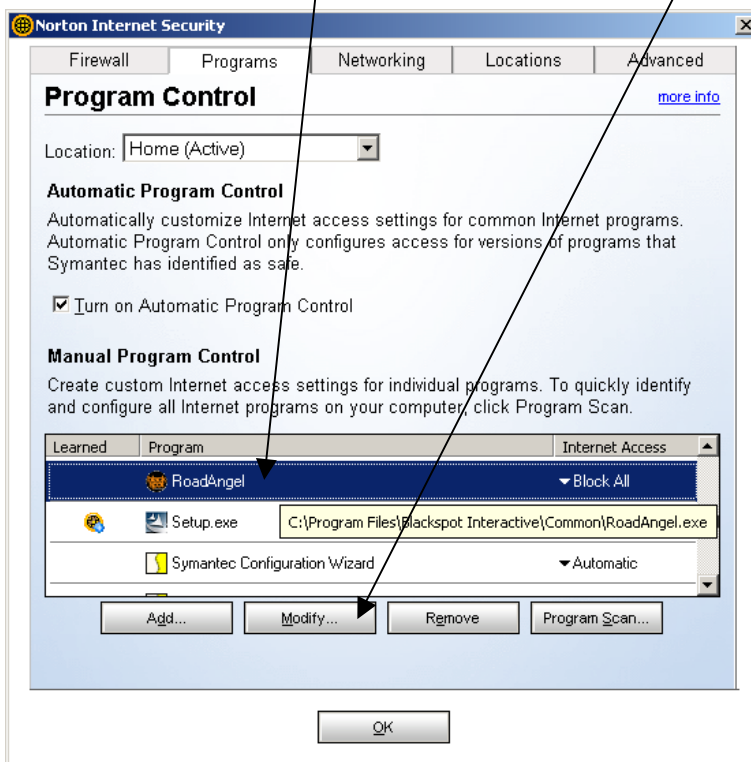 Norton Internet Security
Firewall Programs Networking Locations Advanced
Program Control more info
Location: Home (Active)
Automatic Program Control
Automatically customize Internet access settings for common Internet programs.
Automatic Program Control only configures access for versions of programs that
Symantec has identified as safe.
Turn on Automatic Program Control
Manual Program Control
Create custom Internet access settings for individual programs. To quickly identify
and configure all Internet programs on your computer, click Program Scan.
Learned Program Internet Access
RoadAngel Block All
Setup.exe C:\Program Files\Blackspot Interactive\Common\RoadAngel.exe
Symantec Configuration Wizard Automatic
Add... Modify... Remove Program Scan...
OK